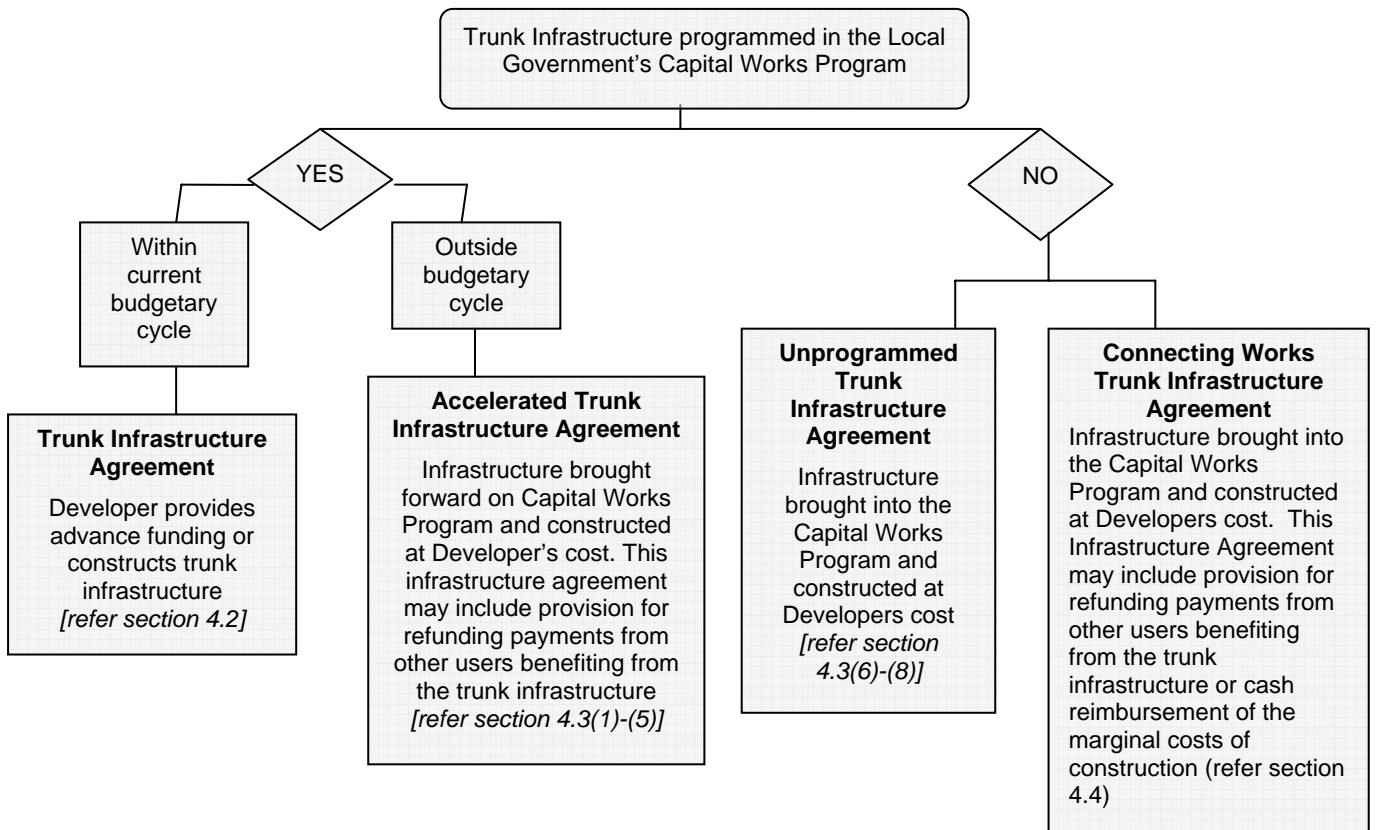 Trunk Infrastructure programmed in the Local
Government’s Capital Works Program
YES
NO
Within
current
budgetary
cycle
Outside
budgetary
cycle
Trunk Infrastructure
Agreement
Developer provides
advance funding or
constructs trunk
infrastructure
[refer section 4.2]
Accelerated Trunk
Infrastructure Agreement
Infrastructure brought
forward on Capital Works
Program and constructed
at Developer’s cost. This
infrastructure agreement
may include provision for
refunding payments from
other users benefiting from
the trunk infrastructure
[refer section 4.3(1)-(5)]
Unprogrammed
Trunk
Infrastructure
Agreement
Infrastructure
brought into the
Capital Works
Program and
constructed at
Developers cost
[refer section
4.3(6)-(8)]
Connecting Works
Trunk Infrastructure
Agreement
Infrastructure brought into
the Capital Works
Program and constructed
at Developers cost.  This
Infrastructure Agreement
may include provision for
refunding payments from
other users benefiting
from the trunk
infrastructure or cash
reimbursement of the
marginal costs of
construction (refer section
4.4)